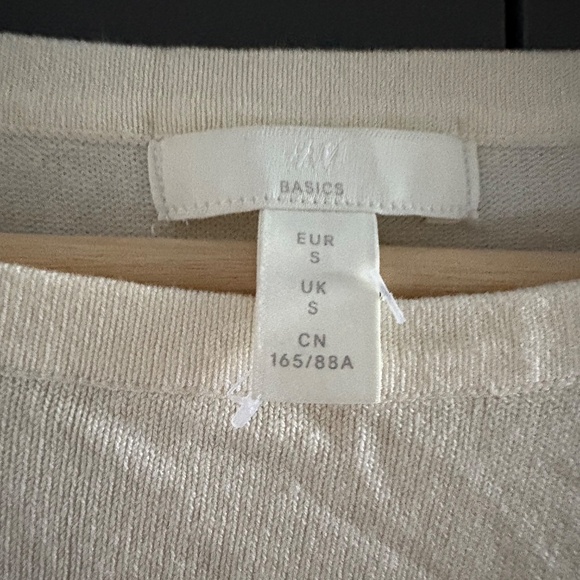 H&M
BASICS
EUR
S
UK
S
CN
165/88A